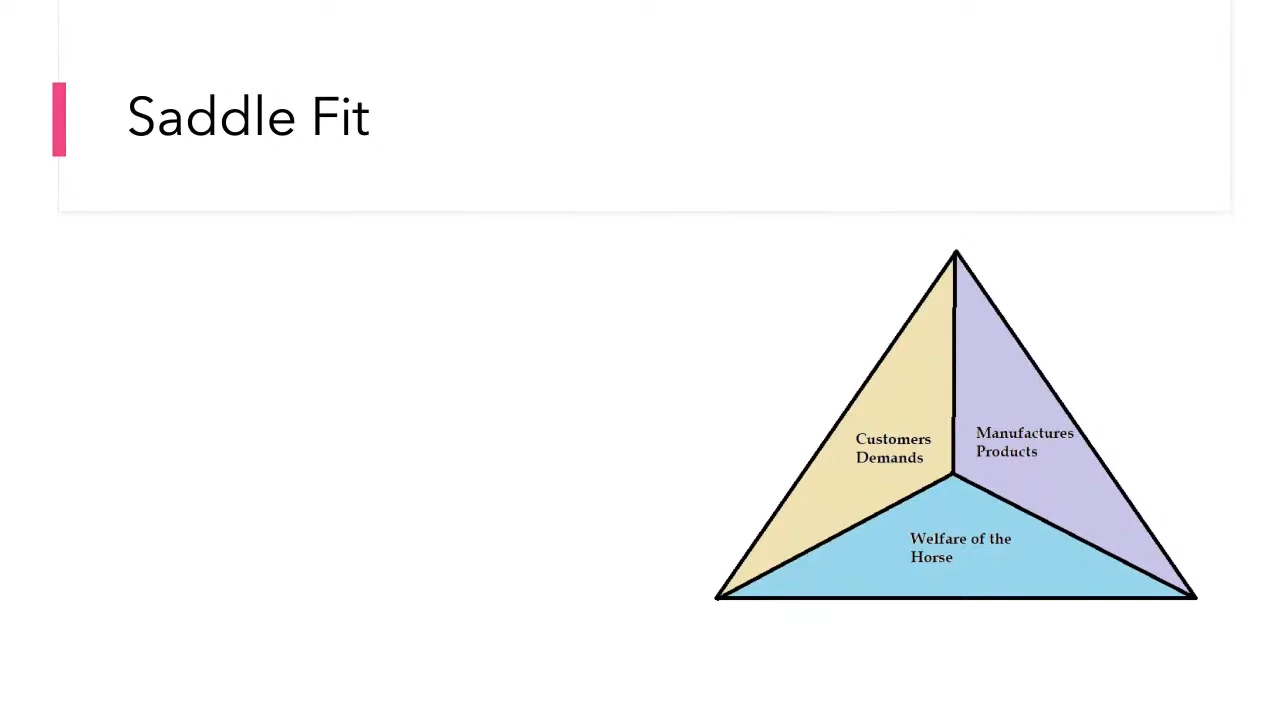 Saddle Fit
Customers
Demands
Manufactures
Products
Welfare of the
Horse